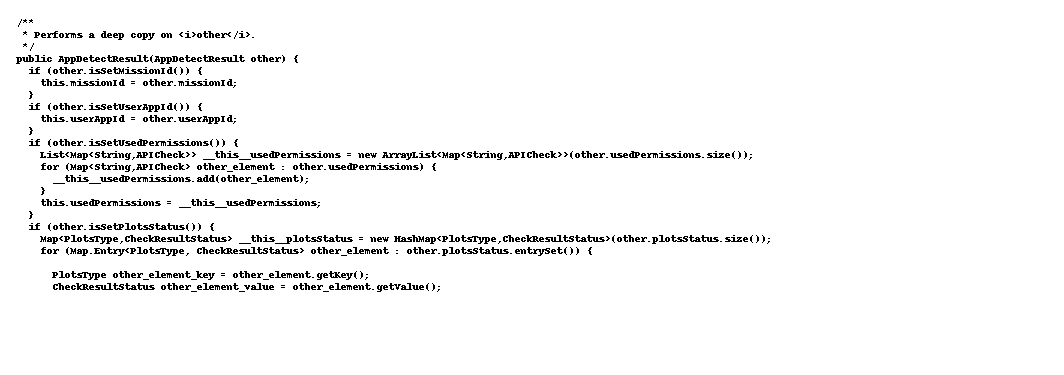 /**
 * Performs a deep copy on <i>other</i>.
 */
public AppDetectResult(AppDetectResult other) {
  if (other.isSetMissionId()) {
    this.missionId = other.missionId;
  }
  if (other.isSetUserAppId()) {
    this.userAppId = other.userAppId;
  }
  if (other.isSetUsedPermissions()) {
    List<Map<String,APICheck>> __this__usedPermissions = new ArrayList<Map<String,APICheck>>(other.usedPermissions.size());
    for (Map<String,APICheck> other_element : other.usedPermissions) {
      __this__usedPermissions.add(other_element);
    }
    this.usedPermissions = __this__usedPermissions;
  }
  if (other.isSetPlotsStatus()) {
    Map<PlotsType,CheckResultStatus> __this__plotsStatus = new HashMap<PlotsType,CheckResultStatus>(other.plotsStatus.size());
    for (Map.Entry<PlotsType, CheckResultStatus> other_element : other.plotsStatus.entrySet()) {

      PlotsType other_element_key = other_element.getKey();
      CheckResultStatus other_element_value = other_element.getValue();